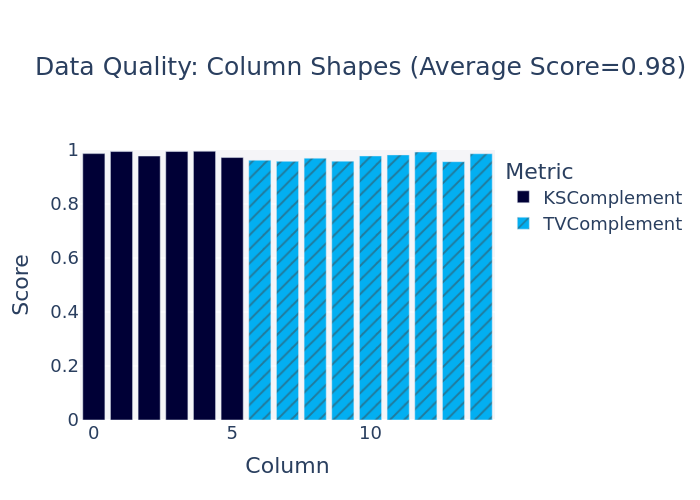 Data Quality: Column Shapes (Average Score=0.98)
Metric
KSComplement
TVComplement
Score
1
0.8
0.6
0.4
0.2
0
0 5 10
Column